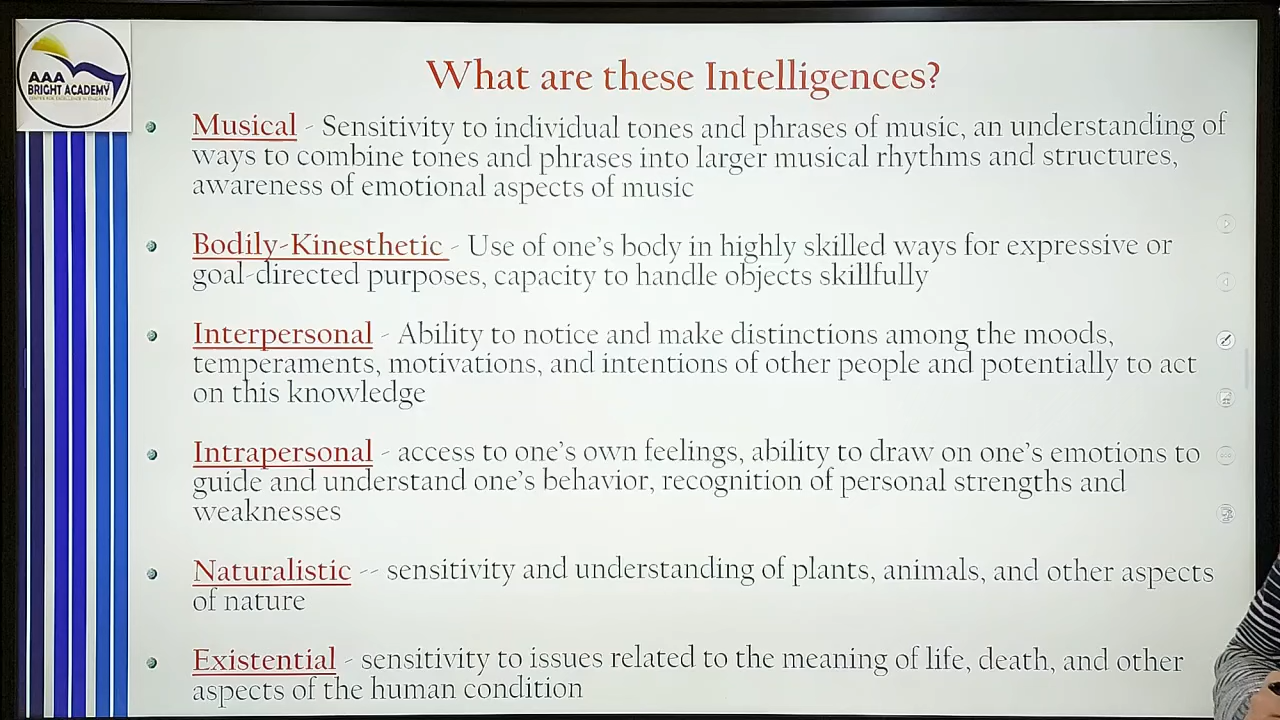 AAA
BRIGHT ACADEMY
CENTRE FOR EXCELLENCE IN EDUCATION
What are these Intelligences?
Musical - Sensitivity to individual tones and phrases of music, an understanding of
ways to combine tones and phrases into larger musical rhythms and structures,
awareness of emotional aspects of music
Bodily-Kinesthetic - Use of one's body in highly skilled ways for expressive or
goal-directed purposes, capacity to handle objects skillfully
Interpersonal - Ability to notice and make distinctions among the moods,
temperaments, motivations, and intentions of other people and potentially to act
on this knowledge
Intrapersonal - access to one's own feelings, ability to draw on one's emotions to
guide and understand one's behavior, recognition of personal strengths and
weaknesses
Naturalistic -- sensitivity and understanding of plants, animals, and other aspects
of nature
Existential - sensitivity to issues related to the meaning of life, death, and other
aspects of the human condition